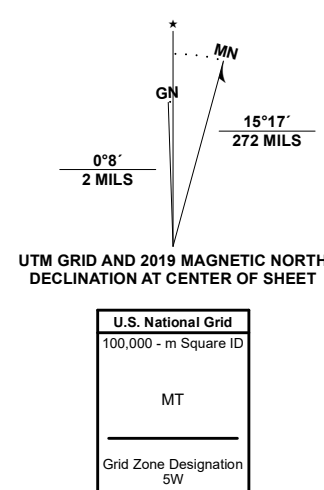 ★
MN
GN
15°17´
272 MILS
0°8´
2 MILS
UTM GRID AND 2019 MAGNETIC NORTH
DECLINATION AT CENTER OF SHEET
U.S. National Grid
100,000 - m Square ID
MT
Grid Zone Designation
5W